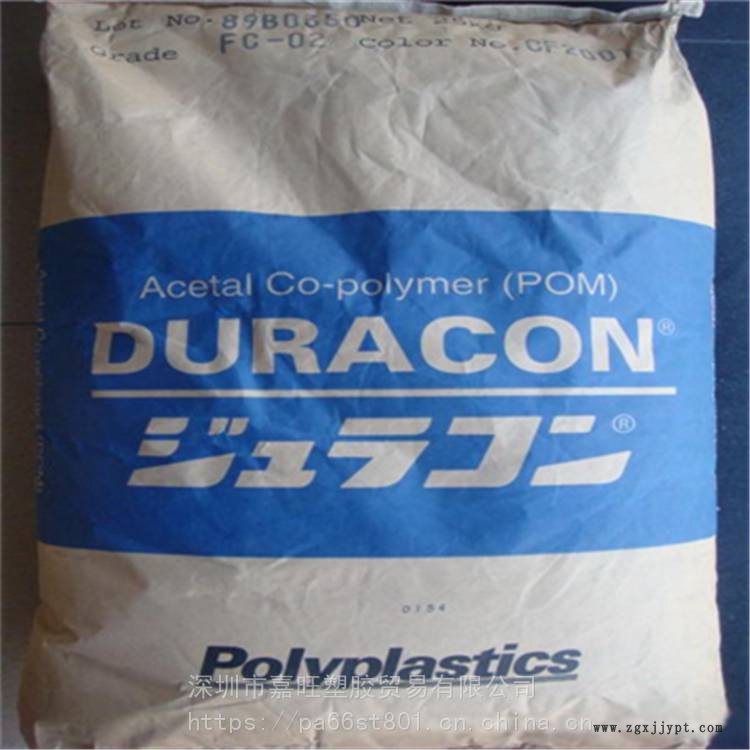 Lot No. 89B0650 Net 25KG
Grade FC-02 Color No. CF2001
Acetal Co-polymer (POM)
DURACON®
ジュラコン®
0154
Polyplastics
深圳市嘉旺塑胶贸易有限公司
https://pa66st801.cn.china.cn
www.zgxjjypt.com